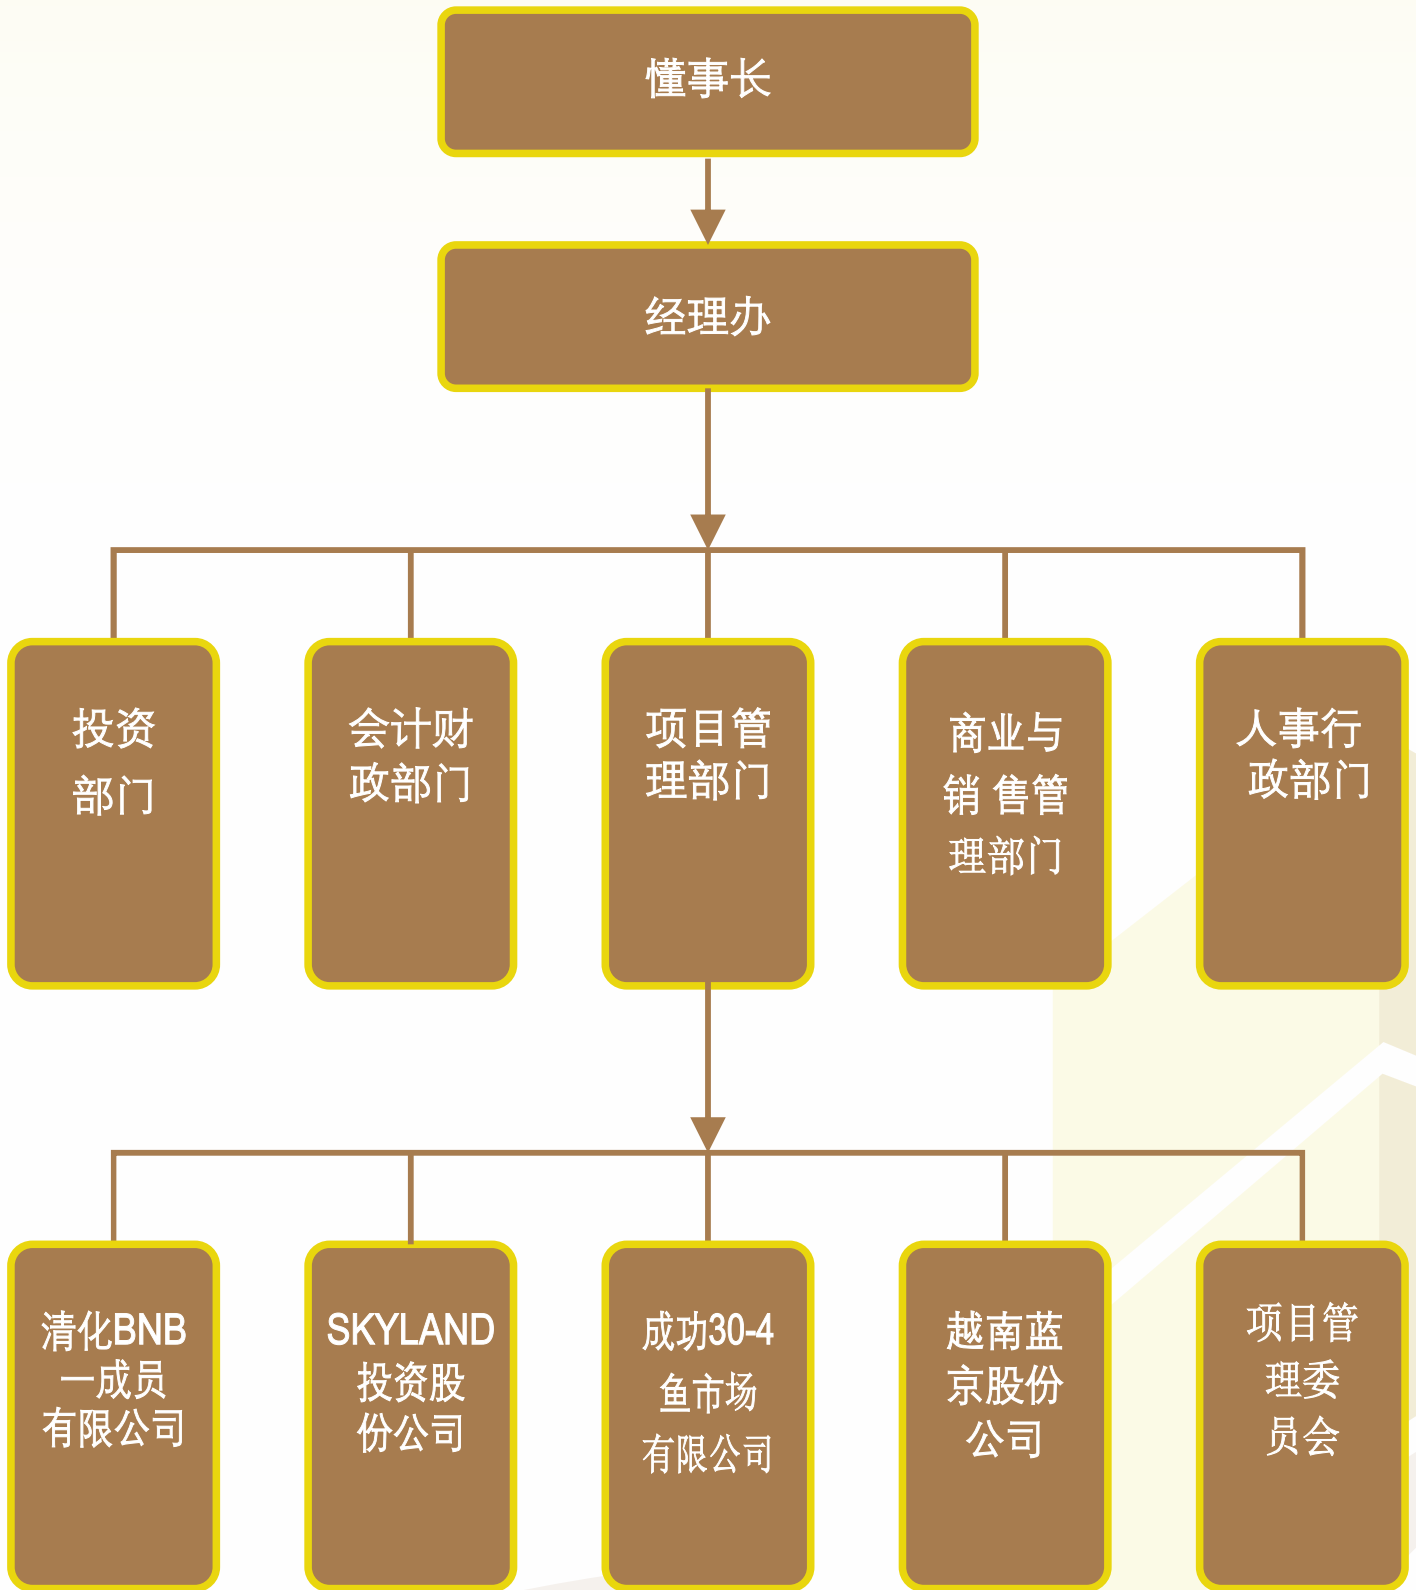 懂事长
经理办
投资
部门
会计财
政部门
项目管
理部门
商业与
销 售管
理部门
人事行
政部门
清化BNB
一成员
有限公司
SKYLAND
投资股
份公司
成功30-4
鱼市场
有限公司
越南蓝
京股份
公司
项目管
理委
员会